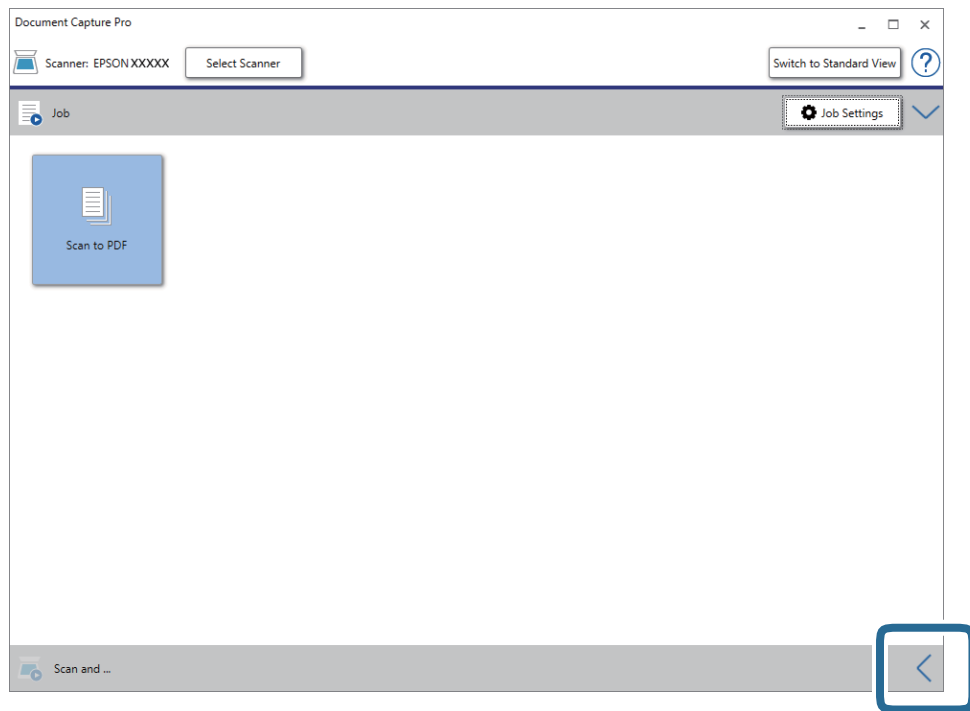 Document Capture Pro
Scanner: EPSON XXXXX
Select Scanner
Switch to Standard View
?
Job
Job Settings
Scan to PDF
Scan and ...